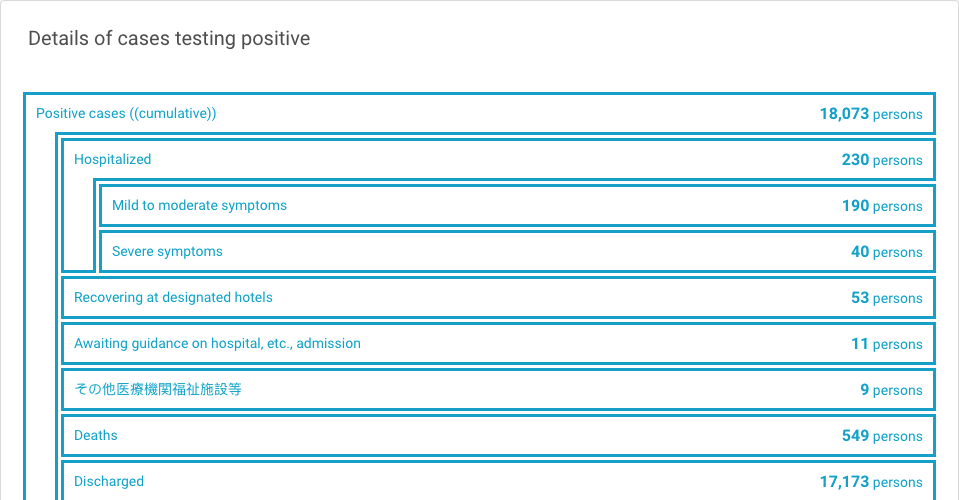 Details of cases testing positive
Positive cases ((cumulative)) 18,073 persons
Hospitalized 230 persons
Mild to moderate symptoms 190 persons
Severe symptoms 40 persons
Recovering at designated hotels 53 persons
Awaiting guidance on hospital, etc., admission 11 persons
その他医療機関福祉施設等 9 persons
Deaths 549 persons
Discharged 17,173 persons